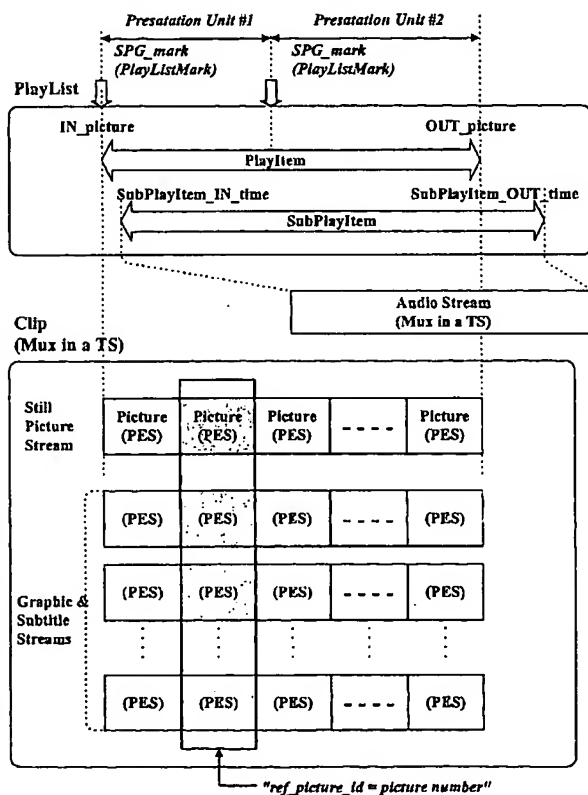 Presatation Unit #1 Presatation Unit #2
SPG_mark SPG_mark
(PlayListMark) (PlayListMark)
PlayList
IN_picture OUT_picture
PlayItem
SubPlayItem_IN_time SubPlayItem_OUT_time
SubPlayItem
Audio Stream
(Mux in a TS)
Clip
(Mux in a TS)
Still
Picture
Stream
Picture Picture Picture Picture
(PES) (PES) (PES) (PES)
(PES) (PES) (PES) (PES)
Graphic &
Subtitle
Streams
(PES) (PES) (PES) (PES)
(PES) (PES) (PES) (PES)
"ref_picture_id = picture number"